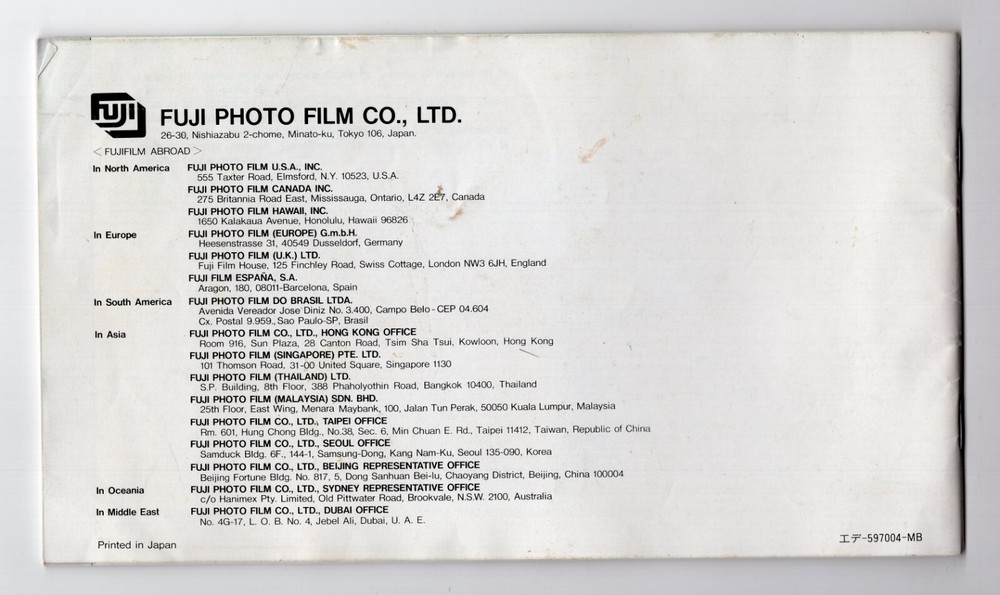 FUJI
FUJI PHOTO FILM CO., LTD.
26-30, Nishiazabu 2-chome, Minato-ku, Tokyo 106, Japan.
<FUJIFILM ABROAD>
In North America FUJI PHOTO FILM U.S.A., INC.
555 Taxter Road, Elmsford, N.Y. 10523, U.S.A.
FUJI PHOTO FILM CANADA INC.
275 Britannia Road East, Mississauga, Ontario, L4Z 2E7, Canada
FUJI PHOTO FILM HAWAII, INC.
1650 Kalakaua Avenue, Honolulu, Hawaii 96826
In Europe FUJI PHOTO FILM (EUROPE) G.m.b.H.
Heesenstrasse 31, 40549 Dusseldorf, Germany
FUJI PHOTO FILM (U.K.) LTD.
Fuji Film House, 125 Finchley Road, Swiss Cottage, London NW3 6JH, England
FUJI FILM ESPAÑA, S.A.
Aragon, 180, 08011-Barcelona, Spain
In South America FUJI PHOTO FILM DO BRASIL LTDA.
Avenida Vereador Jose Diniz No. 3.400, Campo Belo-CEP 04.604
Cx. Postal 9.959., Sao Paulo-SP, Brasil
In Asia FUJI PHOTO FILM CO., LTD., HONG KONG OFFICE
Room 916, Sun Plaza, 28 Canton Road, Tsim Sha Tsui, Kowloon, Hong Kong
FUJI PHOTO FILM (SINGAPORE) PTE. LTD.
101 Thomson Road, 31-00 United Square, Singapore 1130
FUJI PHOTO FILM (THAILAND) LTD.
S.P. Building, 8th Floor, 388 Phaholyothin Road, Bangkok 10400, Thailand
FUJI PHOTO FILM (MALAYSIA) SDN. BHD.
25th Floor, East Wing, Menara Maybank, 100, Jalan Tun Perak, 50050 Kuala Lumpur, Malaysia
FUJI PHOTO FILM CO., LTD., TAIPEI OFFICE
Rm. 601, Hung Chong Bldg., No.38, Sec. 6, Min Chuan E. Rd., Taipei 11412, Taiwan, Republic of China
FUJI PHOTO FILM CO., LTD., SEOUL OFFICE
Samduck Bldg. 6F., 144-1, Samsung-Dong, Kang Nam-Ku, Seoul 135-090, Korea
FUJI PHOTO FILM CO., LTD., BEIJING REPRESENTATIVE OFFICE
Beijing Fortune Bldg. No. 817, 5, Dong Sanhuan Bei-lu, Chaoyang District, Beijing, China 100004
In Oceania FUJI PHOTO FILM CO., LTD., SYDNEY REPRESENTATIVE OFFICE
c/o Hanimex Pty. Limited, Old Pittwater Road, Brookvale, N.S.W. 2100, Australia
In Middle East FUJI PHOTO FILM CO., LTD., DUBAI OFFICE
No. 4G-17, L. O. B. No. 4, Jebel Ali, Dubai, U. A. E.
Printed in Japan
エデ-597004-MB